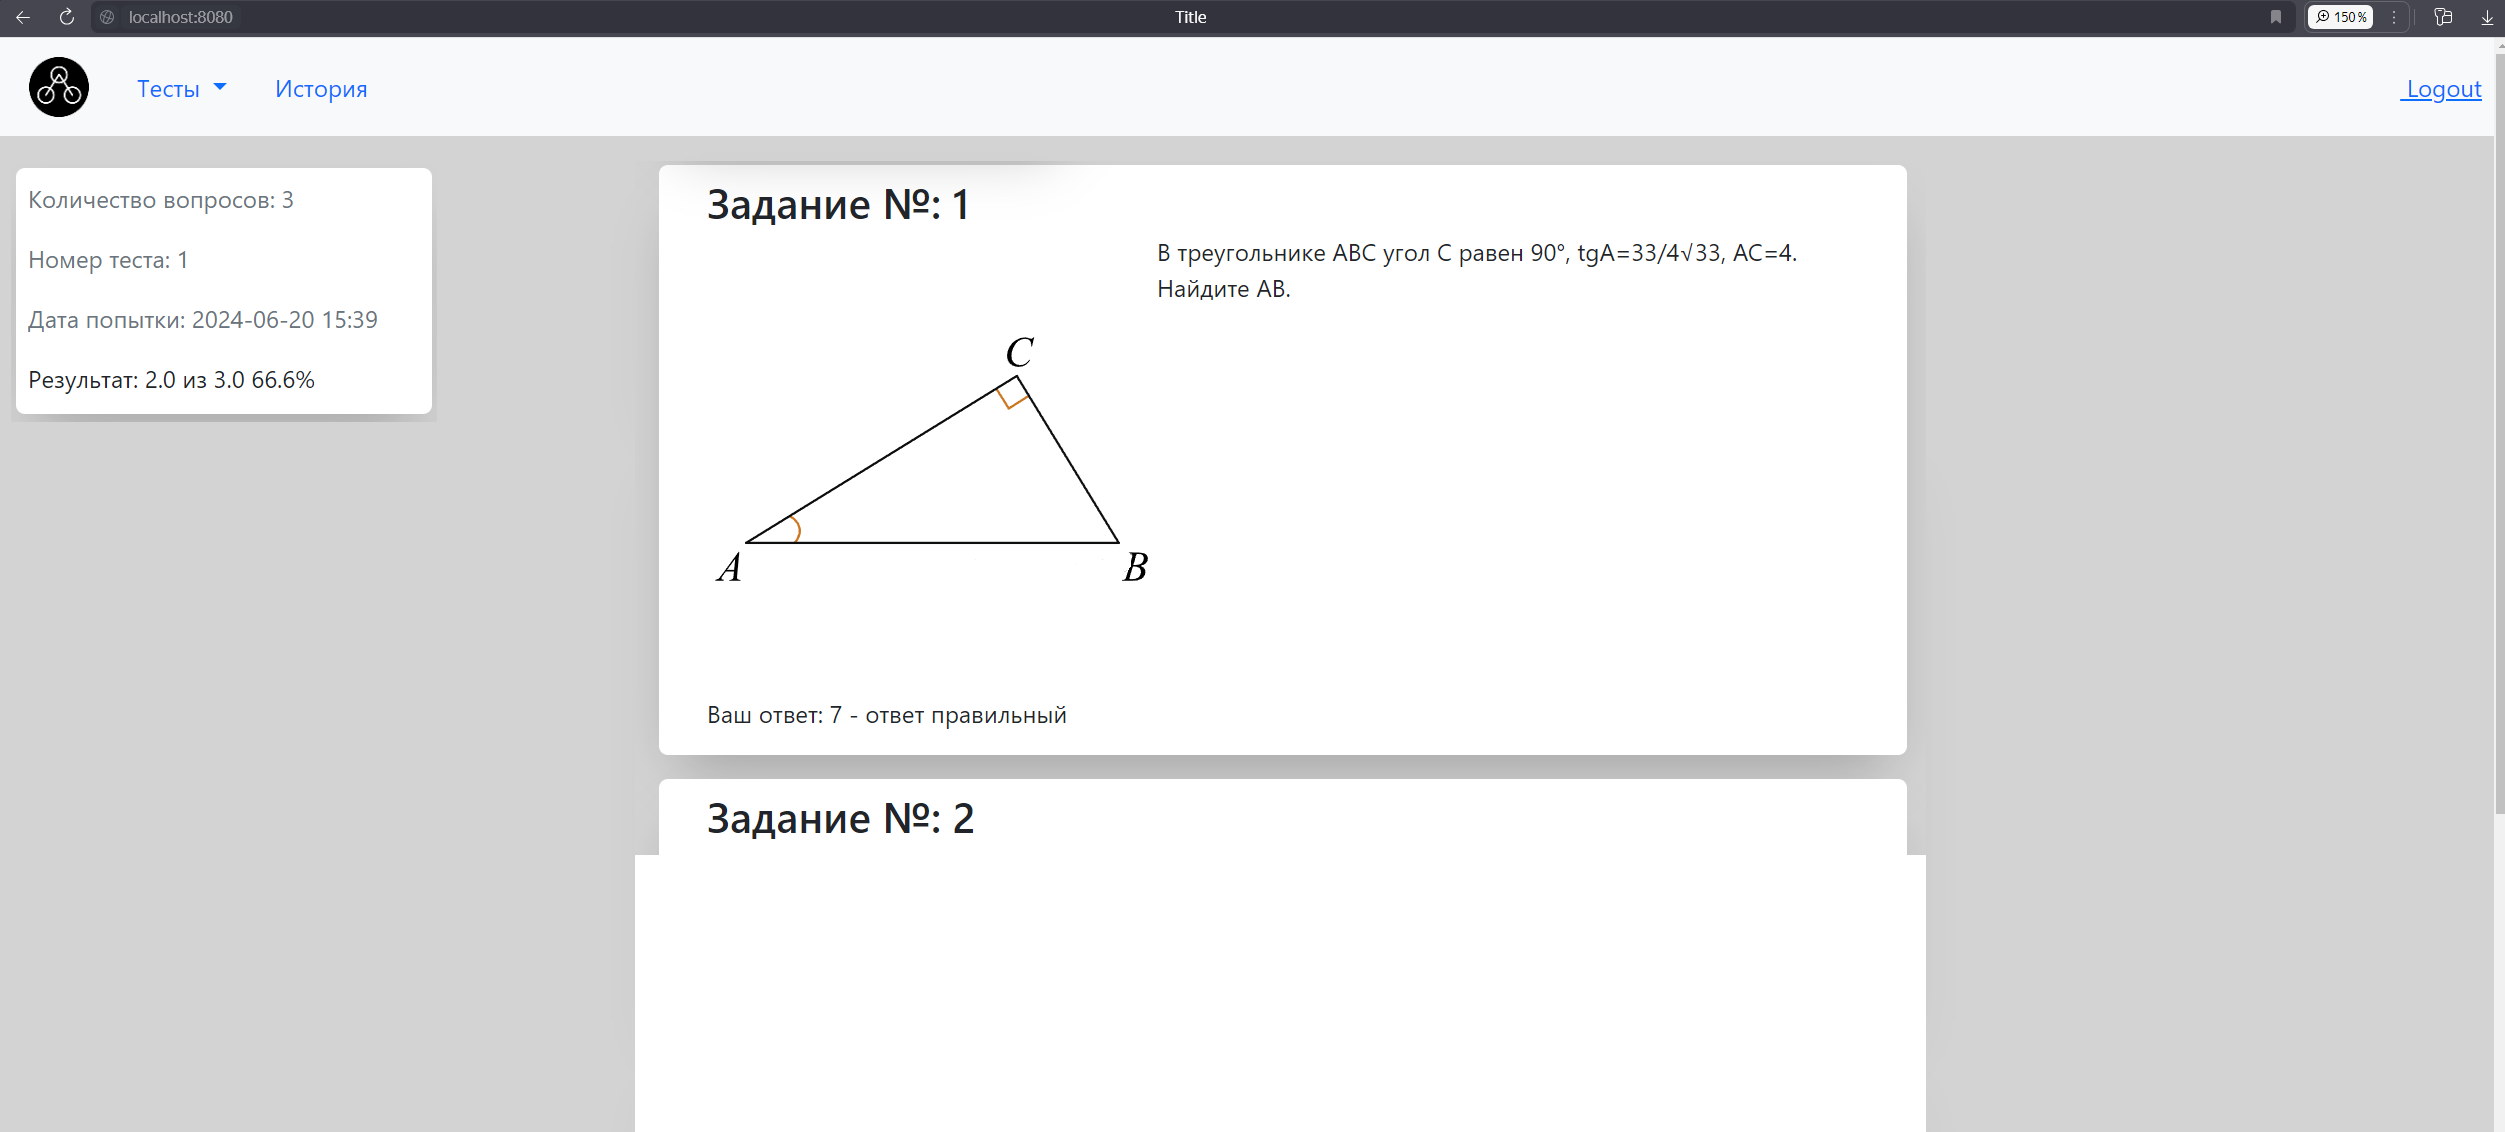 localhost:8080
Title
150%
Тесты
История
Logout
Количество вопросов: 3
Номер теста: 1
Дата попытки: 2024-06-20 15:39
Результат: 2.0 из 3.0 66.6%
Задание №: 1
В треугольнике ABC угол C равен 90°, tgA=33/4√33, AC=4.
Найдите AB.
C
A
B
Ваш ответ: 7 - ответ правильный
Задание №: 2